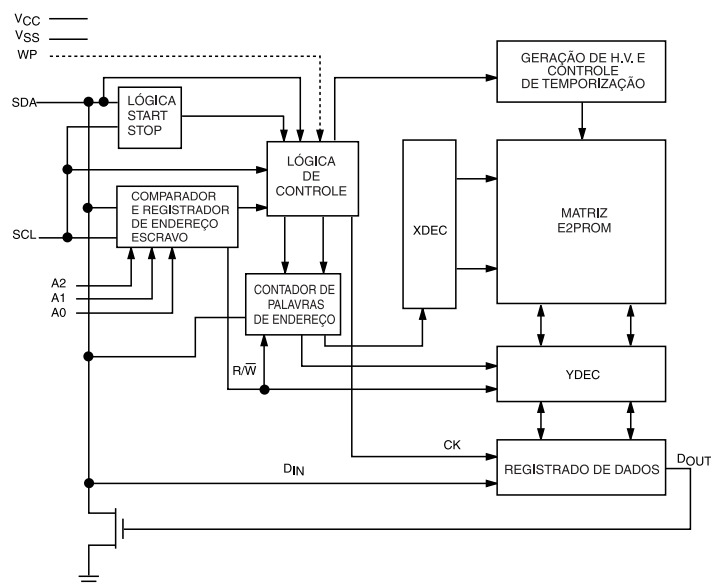 VCC
VSS
WP
SDA
LÓGICA
START
STOP
GERAÇÃO DE H.V. E
CONTROLE
DE TEMPORIZAÇÃO
LÓGICA
DE
CONTROLE
COMPARADOR
E REGISTRADOR
DE ENDEREÇO
ESCRAVO
SCL
XDEC
MATRIZ
E2PROM
A2
A1
A0
CONTADOR DE
PALAVRAS
DE ENDEREÇO
R/W̅
YDEC
CK
DIN
REGISTRADO DE DADOS
DOUT